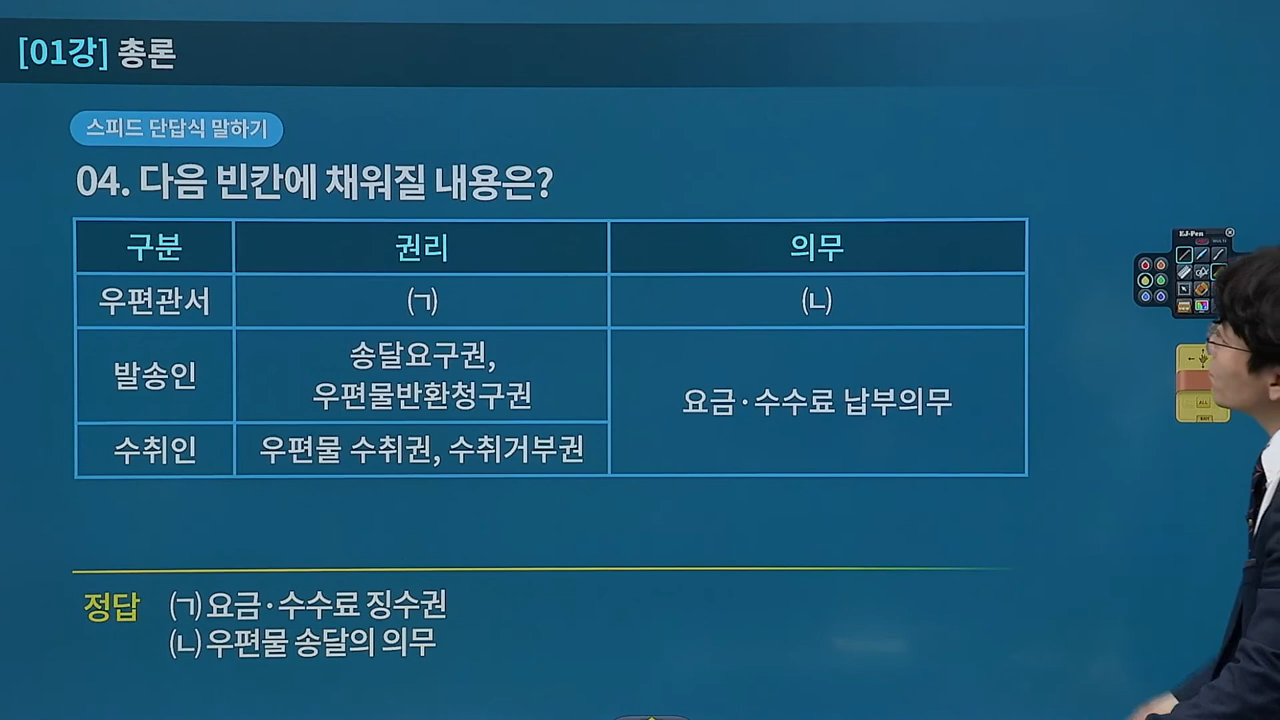 [01강] 총론
스피드 단답식 말하기
04. 다음 빈칸에 채워질 내용은?
구분 권리 의무
우편관서 (ㄱ) (ㄴ)
발송인 송달요구권,
우편물반환청구권
요금·수수료 납부의무
수취인 우편물 수취권, 수취거부권
정답 (ㄱ) 요금·수수료 징수권
(ㄴ) 우편물 송달의 의무
EJ-Pen
ALL